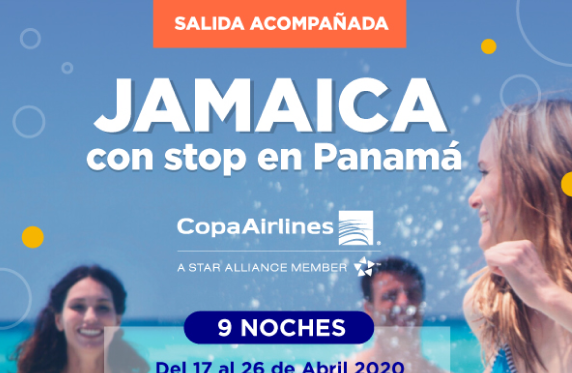 SALIDA ACOMPAÑADA
JAMAICA
con stop en Panamá
CopaAirlines
A STAR ALLIANCE MEMBER
9 NOCHES
Del 17 al 26 de Abril 2020